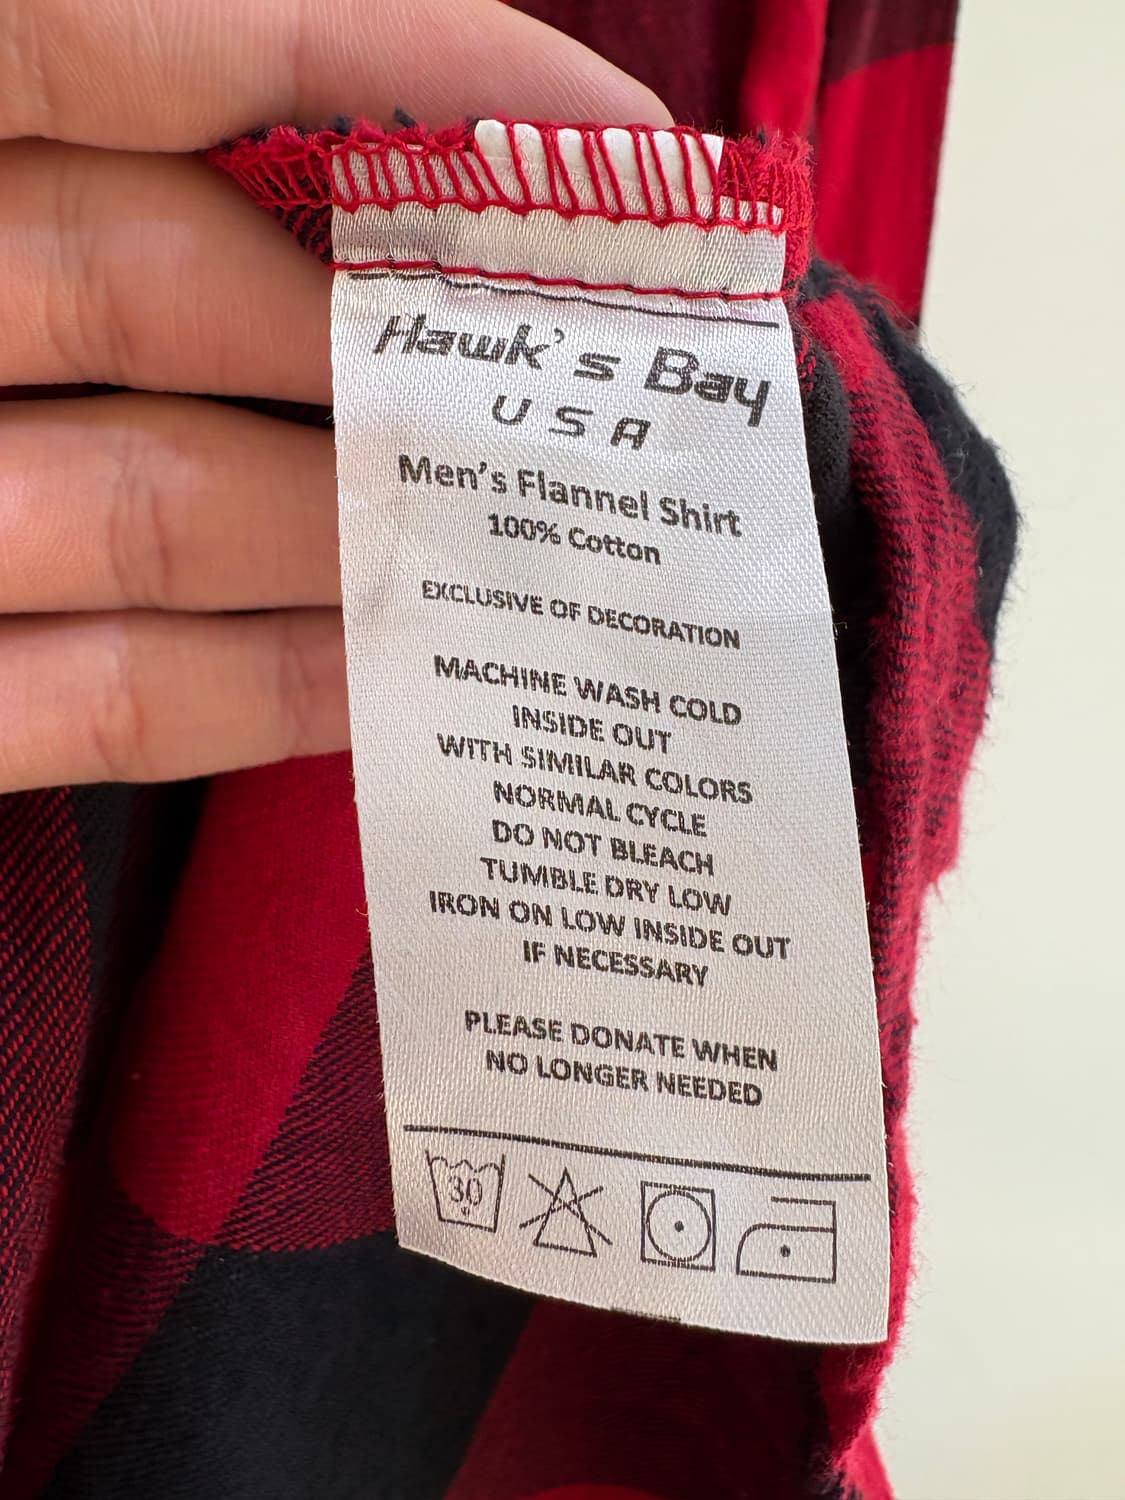 Hawk's Bay
USA
Men's Flannel Shirt
100% Cotton
EXCLUSIVE OF DECORATION
MACHINE WASH COLD
INSIDE OUT
WITH SIMILAR COLORS
NORMAL CYCLE
DO NOT BLEACH
TUMBLE DRY LOW
IRON ON LOW INSIDE OUT
IF NECESSARY
PLEASE DONATE WHEN
NO LONGER NEEDED
30